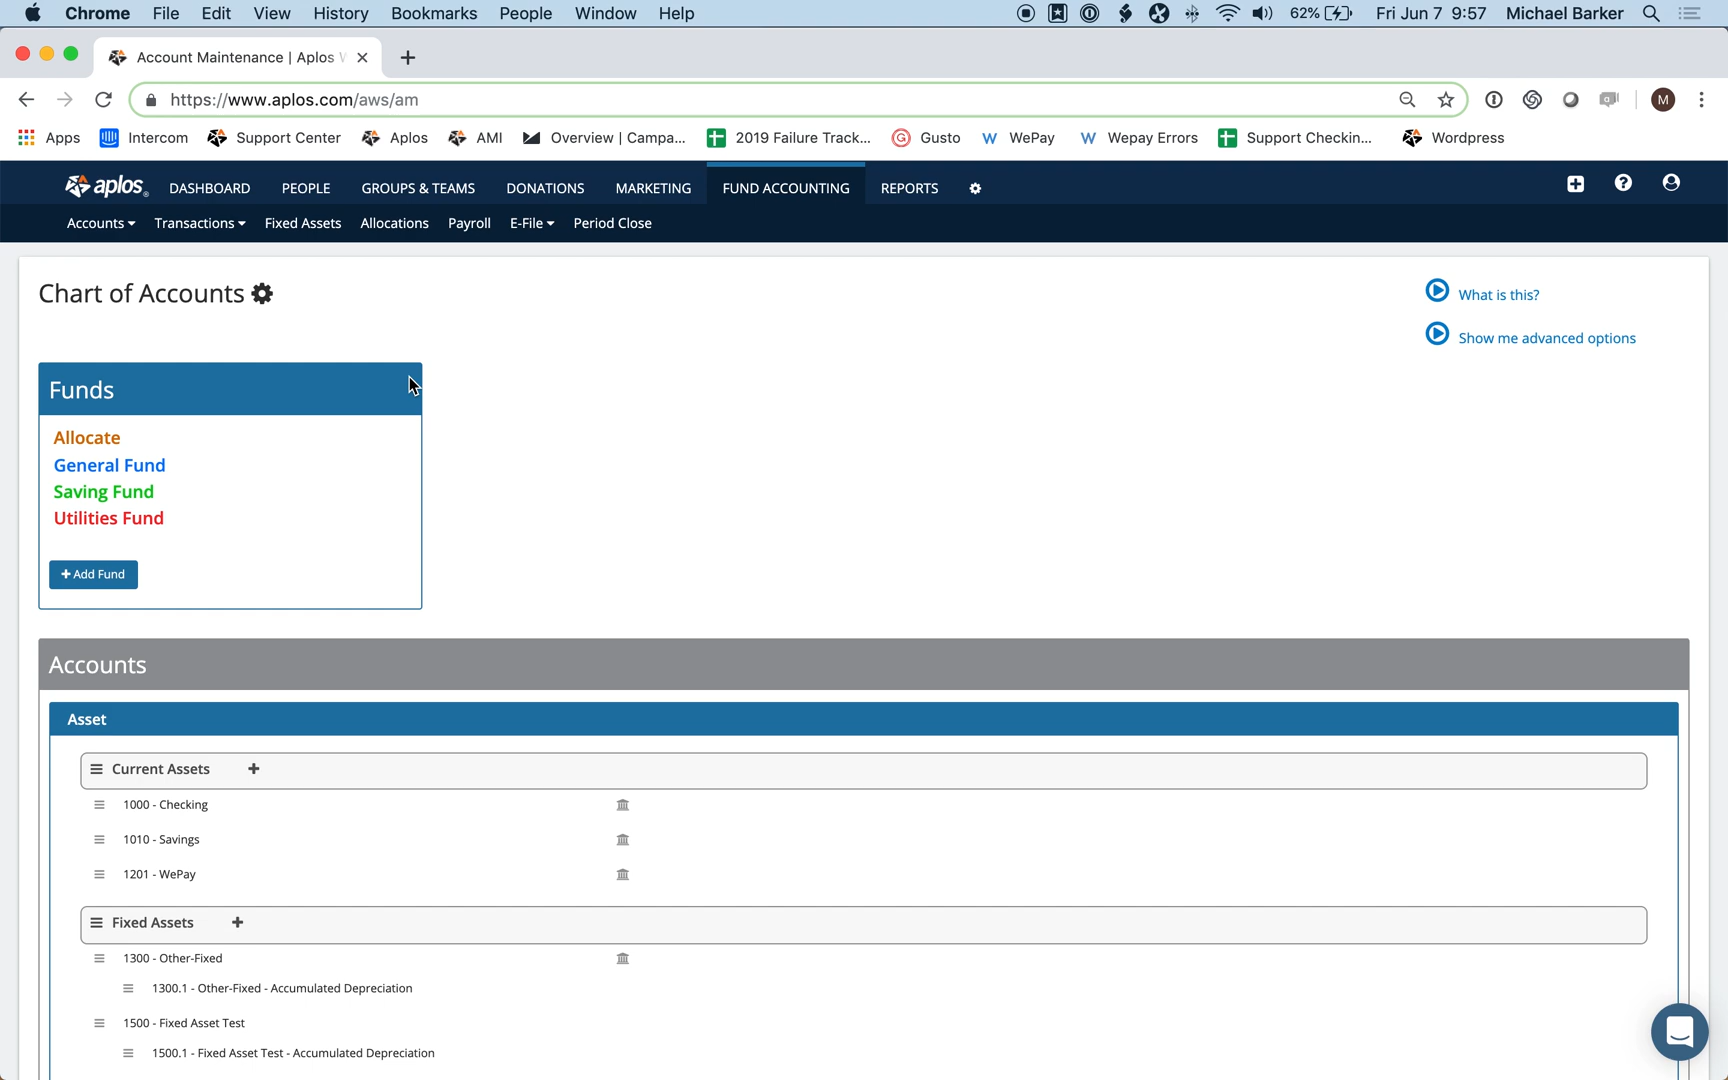 Chrome File Edit View History Bookmarks People Window Help 62% Fri Jun 7 9:57 Michael Barker
Account Maintenance | Aplos
https://www.aplos.com/aws/am
M
Apps Intercom Support Center Aplos AMI Overview | Campa... 2019 Failure Track... Gusto WePay Wepay Errors Support Checkin... Wordpress
aplos DASHBOARD PEOPLE GROUPS & TEAMS DONATIONS MARKETING FUND ACCOUNTING REPORTS
Accounts Transactions Fixed Assets Allocations Payroll E-File Period Close
Chart of Accounts
What is this?
Show me advanced options
Funds
Allocate
General Fund
Saving Fund
Utilities Fund
+ Add Fund
Accounts
Asset
Current Assets +
1000 - Checking
1010 - Savings
1201 - WePay
Fixed Assets +
1300 - Other-Fixed
1300.1 - Other-Fixed - Accumulated Depreciation
1500 - Fixed Asset Test
1500.1 - Fixed Asset Test - Accumulated Depreciation